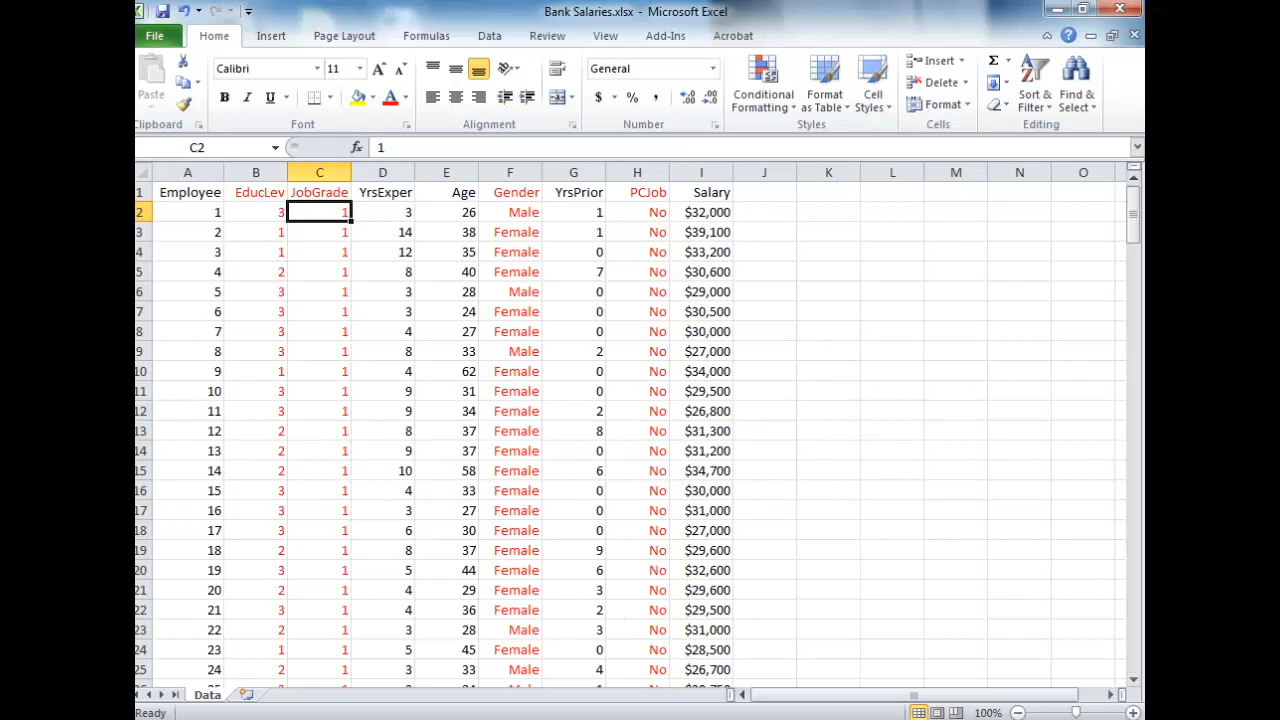 Bank Salaries.xlsx - Microsoft Excel
File Home Insert Page Layout Formulas Data Review View Add-Ins Acrobat
Paste Calibri 11 General Conditional Formatting Format as Table Cell Styles Insert Delete Format Sort & Filter Find & Select
Clipboard Font Alignment Number Styles Cells Editing
C2 fx 1
A B C D E F G H I J K L M N O
1 Employee EducLev JobGrade YrsExper Age Gender YrsPrior PCJob Salary
2 1 3 1 3 26 Male 1 No $32,000
3 2 1 1 14 38 Female 1 No $39,100
4 3 1 1 12 35 Female 0 No $33,200
5 4 2 1 8 40 Female 7 No $30,600
6 5 3 1 3 28 Male 0 No $29,000
7 6 3 1 3 24 Female 0 No $30,500
8 7 3 1 4 27 Female 0 No $30,000
9 8 3 1 8 33 Male 2 No $27,000
10 9 1 1 4 62 Female 0 No $34,000
11 10 3 1 9 31 Female 0 No $29,500
12 11 3 1 9 34 Female 2 No $26,800
13 12 2 1 8 37 Female 8 No $31,300
14 13 2 1 9 37 Female 0 No $31,200
15 14 2 1 10 58 Female 6 No $34,700
16 15 3 1 4 33 Female 0 No $30,000
17 16 3 1 3 27 Female 0 No $31,000
18 17 3 1 6 30 Female 0 No $27,000
19 18 2 1 8 37 Female 9 No $29,600
20 19 3 1 5 44 Female 6 No $32,600
21 20 2 1 4 29 Female 3 No $29,600
22 21 3 1 4 36 Female 2 No $29,500
23 22 2 1 3 28 Male 3 No $31,000
24 23 1 1 5 45 Female 0 No $28,500
25 24 2 1 3 33 Male 4 No $26,700
Data
Ready 100%